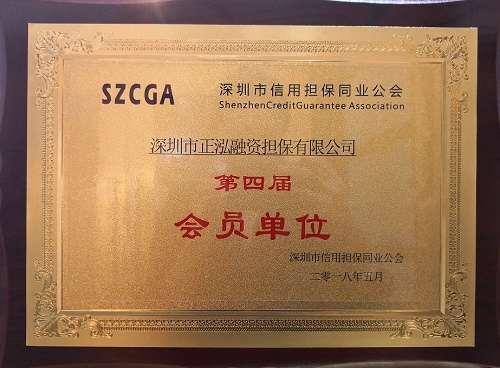 SZCGA 深圳市信用担保同业公会
ShenzhenCreditGuarantee Association
深圳市正泓融资担保有限公司
第四届
会员单位
深圳市信用担保同业公会
二〇一八年五月